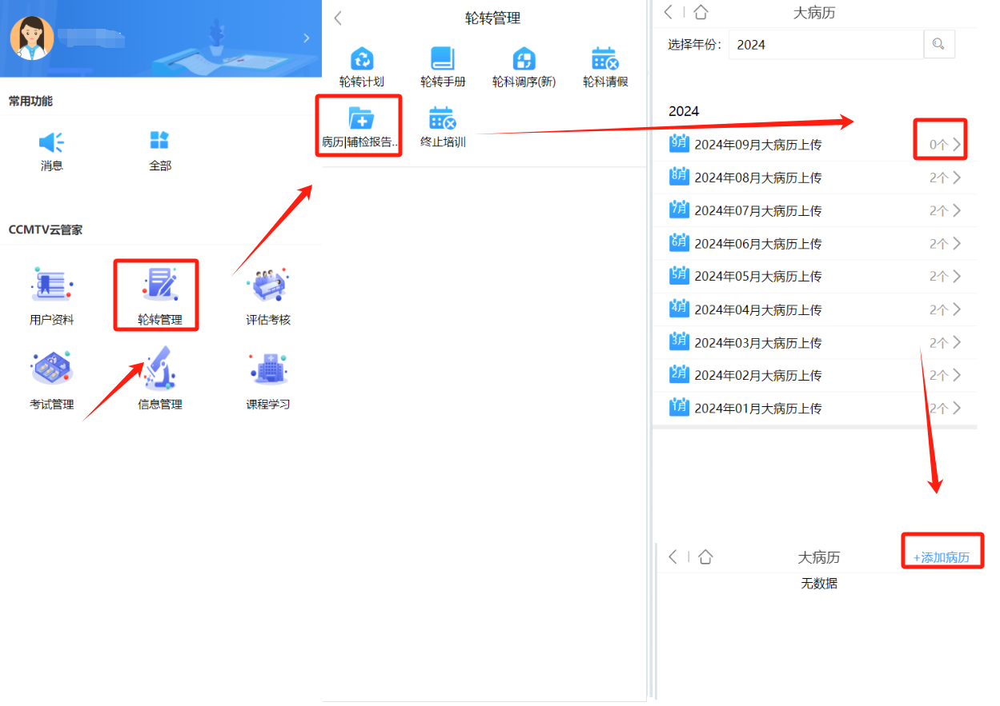 常用功能
消息
全部
CCMTV云管家
用户资料
轮转管理
评估考核
考试管理
信息管理
课程学习
轮转管理
轮转计划
轮转手册
轮科调序(新)
轮科请假
病历|辅检报告...
终止培训
大病历
选择年份:
2024
2024
9月 2024年09月大病历上传 0个
8月 2024年08月大病历上传 2个
7月 2024年07月大病历上传 2个
6月 2024年06月大病历上传 2个
5月 2024年05月大病历上传 2个
4月 2024年04月大病历上传 2个
3月 2024年03月大病历上传 2个
2月 2024年02月大病历上传 2个
1月 2024年01月大病历上传 2个
大病历
+添加病历
无数据